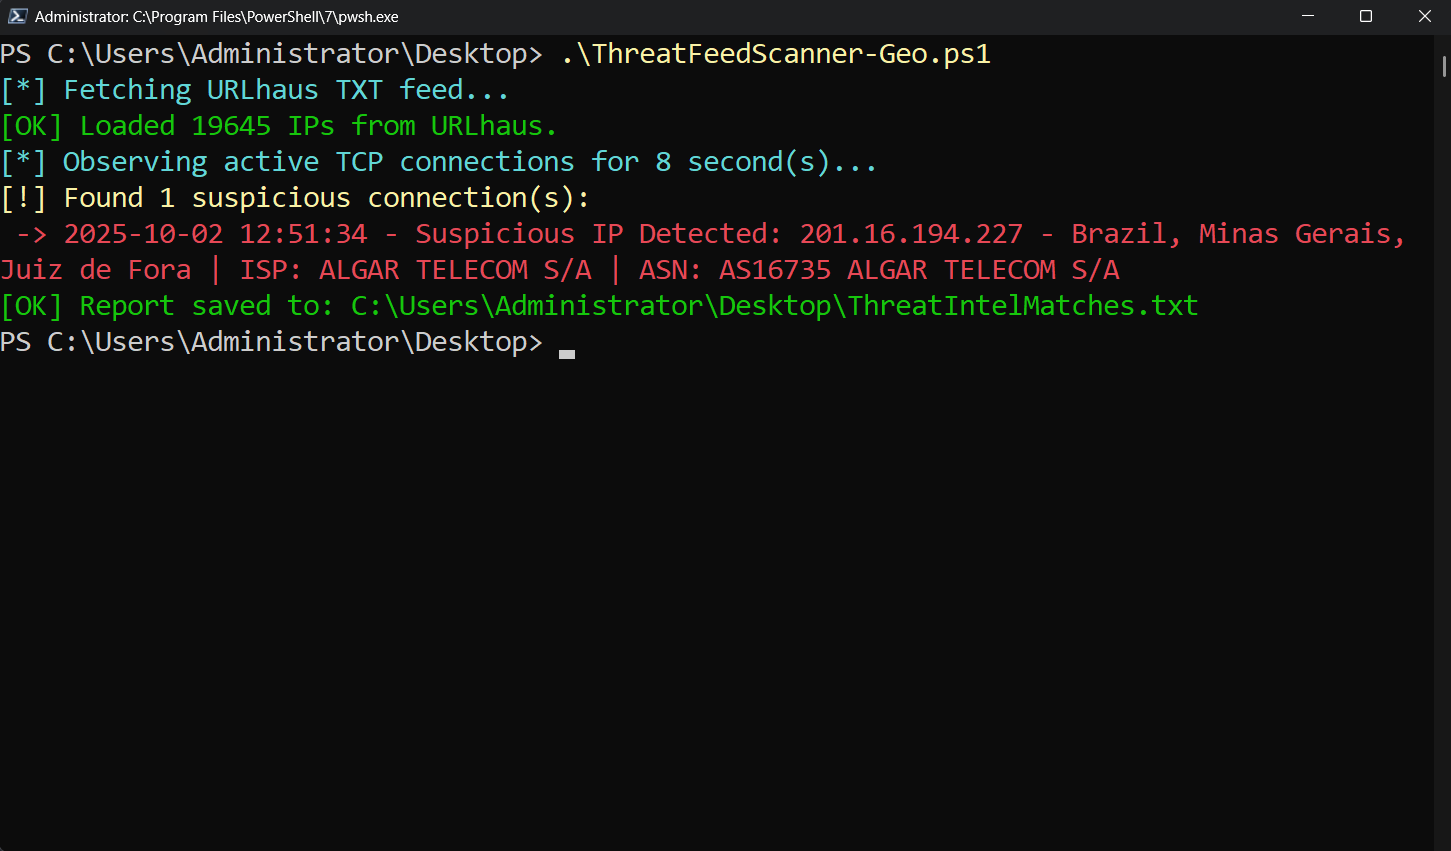 Administrator: C:\Program Files\PowerShell\7\pwsh.exe
PS C:\Users\Administrator\Desktop> .\ThreatFeedScanner-Geo.ps1
[*] Fetching URLhaus TXT feed...
[OK] Loaded 19645 IPs from URLhaus.
[*] Observing active TCP connections for 8 second(s)...
[!] Found 1 suspicious connection(s):
 -> 2025-10-02 12:51:34 - Suspicious IP Detected: 201.16.194.227 - Brazil, Minas Gerais,
Juiz de Fora | ISP: ALGAR TELECOM S/A | ASN: AS16735 ALGAR TELECOM S/A
[OK] Report saved to: C:\Users\Administrator\Desktop\ThreatIntelMatches.txt
PS C:\Users\Administrator\Desktop>